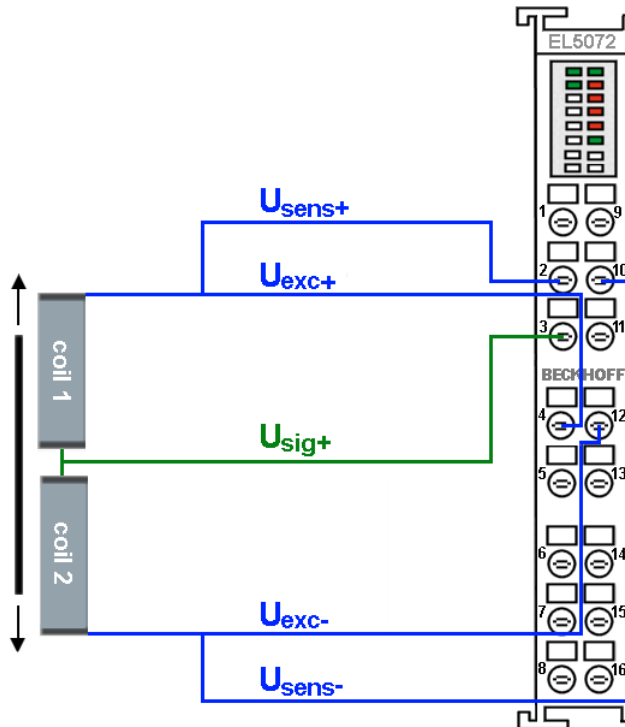 EL5072
Usens+
1
9
Uexc+
2
10
3
11
coil 1
BECKHOFF
Usig+
4
12
5
13
coil 2
6
14
Uexc-
7
15
Usens-
8
16